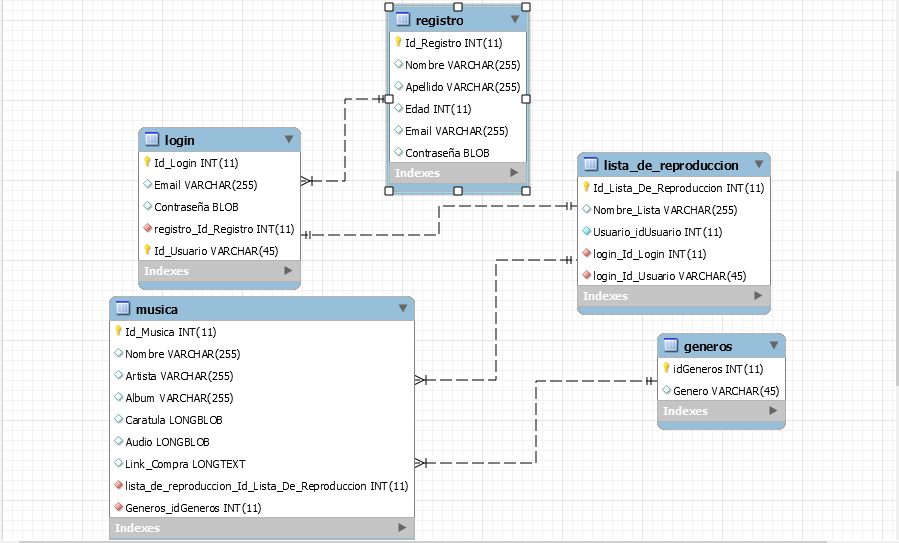 registro
Id_Registro INT(11)
Nombre VARCHAR(255)
Apellido VARCHAR(255)
Edad INT(11)
Email VARCHAR(255)
Contraseña BLOB
Indexes
login
Id_Login INT(11)
Email VARCHAR(255)
Contraseña BLOB
registro_Id_Registro INT(11)
Id_Usuario VARCHAR(45)
Indexes
lista_de_reproduccion
Id_Lista_De_Reproduccion INT(11)
Nombre_Lista VARCHAR(255)
Usuario_idUsuario INT(11)
login_Id_Login INT(11)
login_Id_Usuario VARCHAR(45)
Indexes
musica
Id_Musica INT(11)
Nombre VARCHAR(255)
Artista VARCHAR(255)
Album VARCHAR(255)
Caratula LONGBLOB
Audio LONGBLOB
Link_Compra LONGTEXT
lista_de_reproduccion_Id_Lista_De_Reproduccion INT(11)
Generos_idGeneros INT(11)
Indexes
generos
idGeneros INT(11)
Genero VARCHAR(45)
Indexes